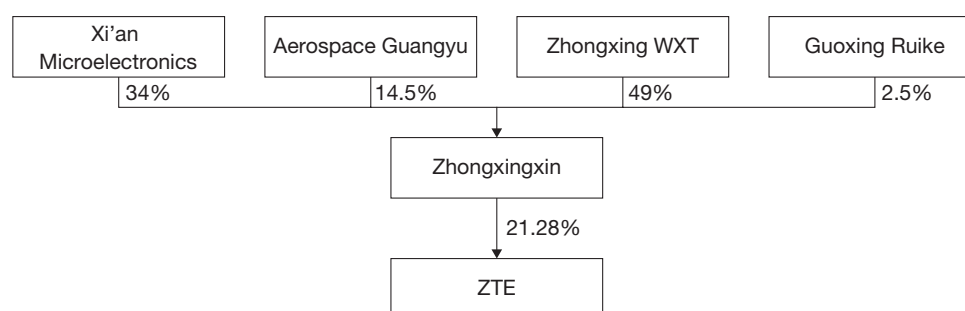 Xi’an
Microelectronics
Aerospace Guangyu
Zhongxing WXT
Guoxing Ruike
34%
14.5%
49%
2.5%
Zhongxingxin
21.28%
ZTE